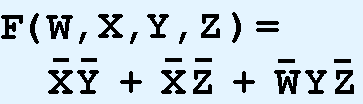 F(W,X,Y,Z)=
X̅Y̅ + X̅Z̅ + W̅YZ̅